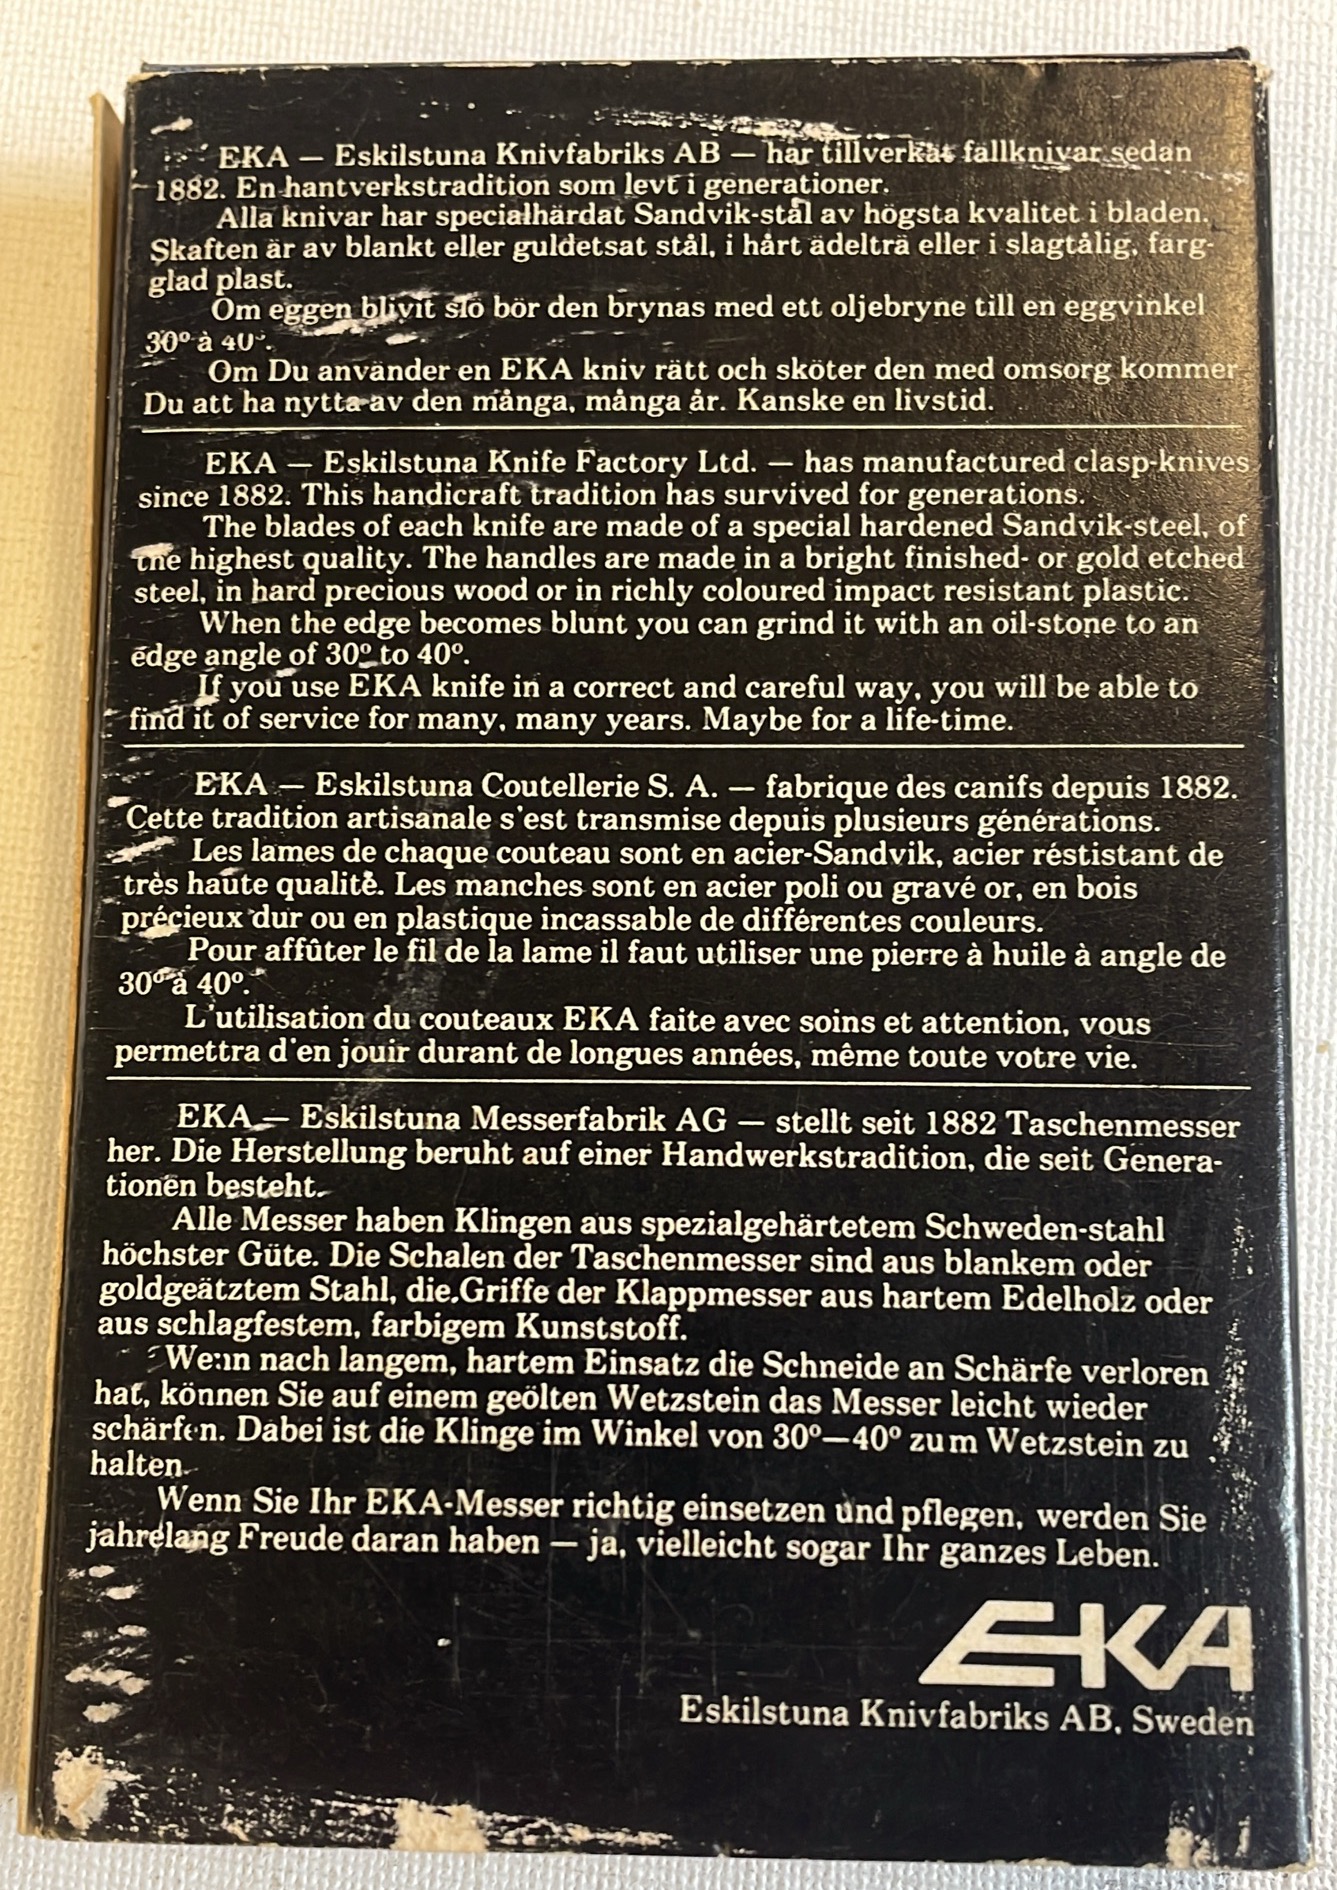 EKA — Eskilstuna Knivfabriks AB — har tillverkat fällknivar sedan
1882. En hantverkstradition som levt i generationer.
Alla knivar har specialhärdat Sandvik-stål av högsta kvalitet i bladen.
Skaften är av blankt eller guldetsat stål, i hårt ädelträ eller i slagtålig, färg-
glad plast.
Om eggen blivit slö bör den brynas med ett oljebryne till en eggvinkel
30° à 40°.
Om Du använder en EKA kniv rätt och sköter den med omsorg kommer
Du att ha nytta av den många, många år. Kanske en livstid.
EKA — Eskilstuna Knife Factory Ltd. — has manufactured clasp-knives
since 1882. This handicraft tradition has survived for generations.
The blades of each knife are made of a special hardened Sandvik-steel, of
the highest quality. The handles are made in a bright finished- or gold etched
steel, in hard precious wood or in richly coloured impact resistant plastic.
When the edge becomes blunt you can grind it with an oil-stone to an
edge angle of 30° to 40°.
If you use EKA knife in a correct and careful way, you will be able to
find it of service for many, many years. Maybe for a life-time.
EKA — Eskilstuna Coutellerie S. A. — fabrique des canifs depuis 1882.
Cette tradition artisanale s'est transmise depuis plusieurs générations.
Les lames de chaque couteau sont en acier-Sandvik, acier réstistant de
très haute qualité. Les manches sont en acier poli ou gravé or, en bois
précieux dur ou en plastique incassable de différentes couleurs.
Pour affûter le fil de la lame il faut utiliser une pierre à huile à angle de
30° à 40°.
L'utilisation du couteaux EKA faite avec soins et attention, vous
permettra d'en jouir durant de longues années, même toute votre vie.
EKA — Eskilstuna Messerfabrik AG — stellt seit 1882 Taschenmesser
her. Die Herstellung beruht auf einer Handwerkstradition, die seit Genera-
tionen besteht.
Alle Messer haben Klingen aus spezialgehärtetem Schweden-stahl
höchster Güte. Die Schalen der Taschenmesser sind aus blankem oder
goldgeätztem Stahl, die Griffe der Klappmesser aus hartem Edelholz oder
aus schlagfestem, farbigem Kunststoff.
Wenn nach langem, hartem Einsatz die Schneide an Schärfe verloren
hat, können Sie auf einem geölten Wetzstein das Messer leicht wieder
schärfen. Dabei ist die Klinge im Winkel von 30°—40° zum Wetzstein zu
halten.
Wenn Sie Ihr EKA-Messer richtig einsetzen und pflegen, werden Sie
jahrelang Freude daran haben — ja, vielleicht sogar Ihr ganzes Leben.
EKA
Eskilstuna Knivfabriks AB, Sweden